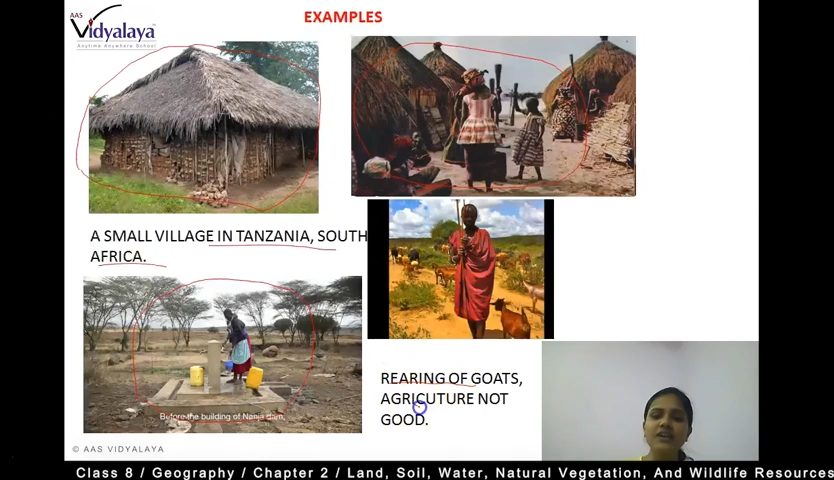 EXAMPLES
AAS
Vidyalaya
Anytime Anywhere School
A SMALL VILLAGE IN TANZANIA, SOUTH
AFRICA.
Before the building of Nanja dam,
REARING OF GOATS,
AGRICUTURE NOT
GOOD.
© AAS VIDYALAYA
Class 8 / Geography / Chapter 2 / Land, Soil, Water, Natural Vegetation, And Wildlife Resources